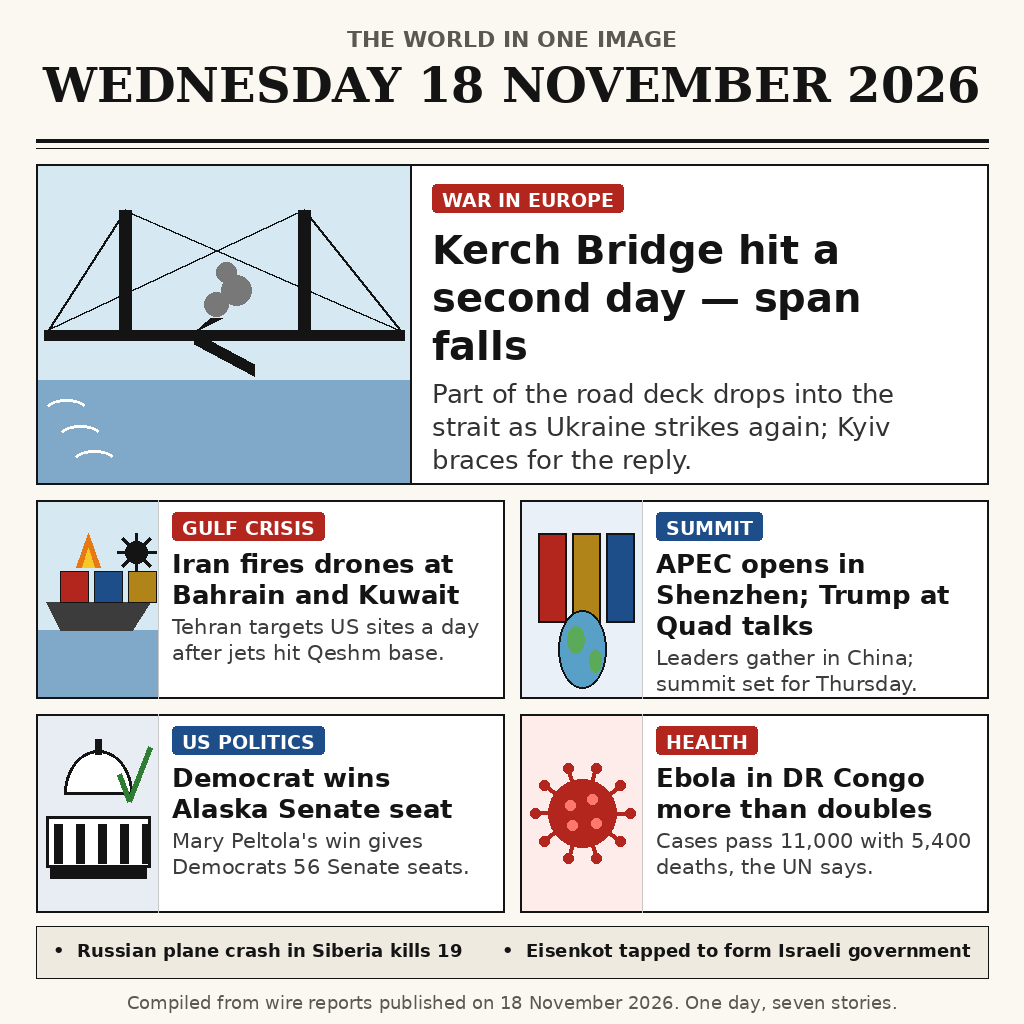 THE WORLD IN ONE IMAGE
WEDNESDAY 18 NOVEMBER 2026
WAR IN EUROPE
Kerch Bridge hit a
second day — span
falls
Part of the road deck drops into the
strait as Ukraine strikes again; Kyiv
braces for the reply.
GULF CRISIS
Iran fires drones at
Bahrain and Kuwait
Tehran targets US sites a day
after jets hit Qeshm base.
SUMMIT
APEC opens in
Shenzhen; Trump at
Quad talks
Leaders gather in China;
summit set for Thursday.
US POLITICS
Democrat wins
Alaska Senate seat
Mary Peltola's win gives
Democrats 56 Senate seats.
HEALTH
Ebola in DR Congo
more than doubles
Cases pass 11,000 with 5,400
deaths, the UN says.
• Russian plane crash in Siberia kills 19
• Eisenkot tapped to form Israeli government
Compiled from wire reports published on 18 November 2026. One day, seven stories.